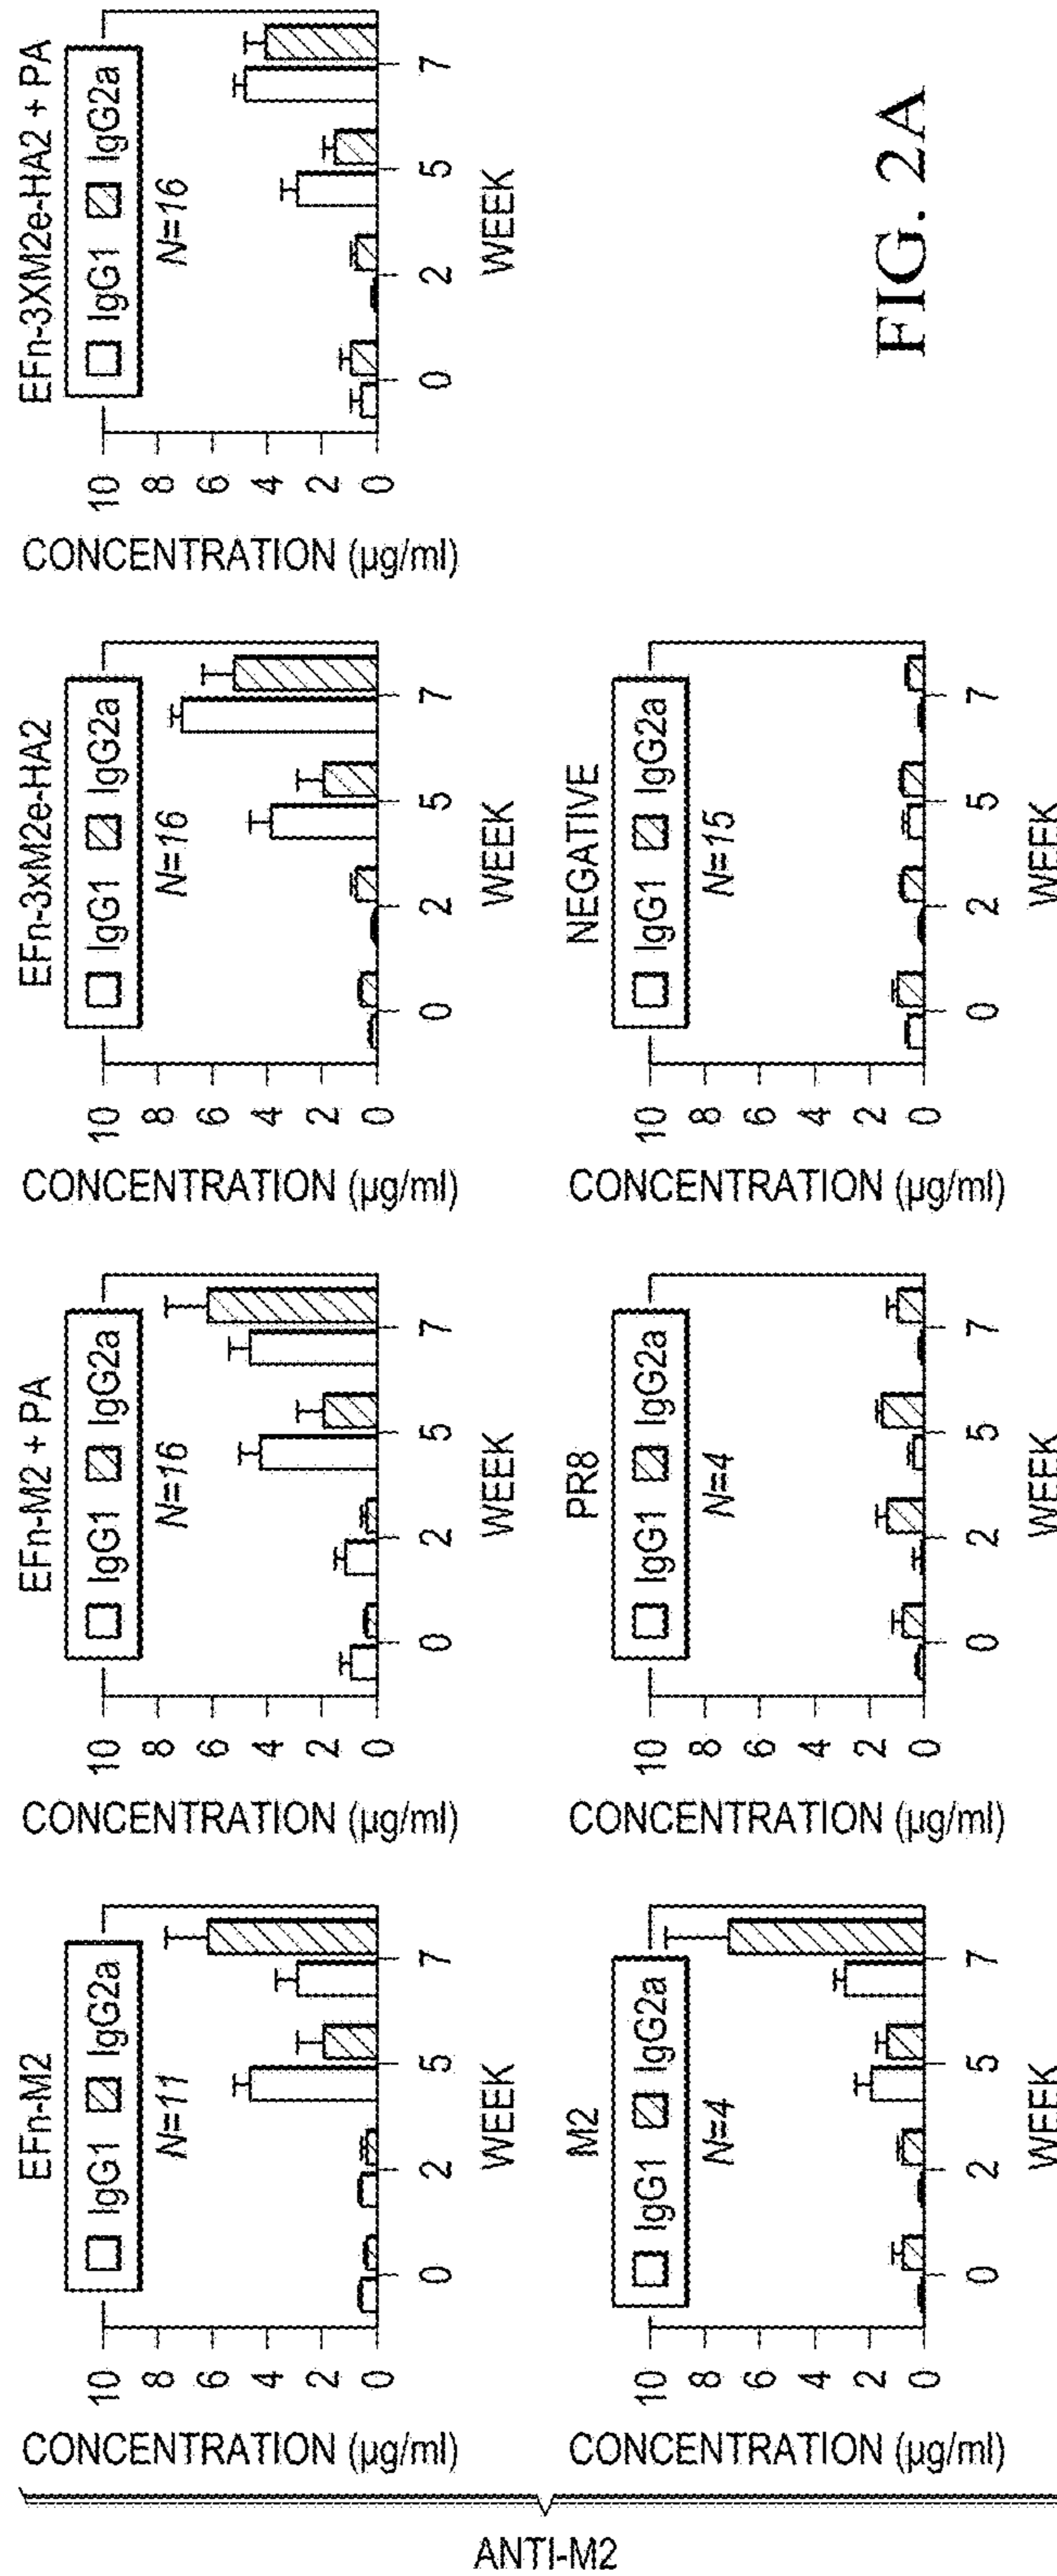 ANTI-M2
EFn-M2
IgG1 IgG2a
N=11
CONCENTRATION (µg/ml)
10
8
6
4
2
0
0 2 5 7
WEEK
EFn-M2 + PA
IgG1 IgG2a
N=16
CONCENTRATION (µg/ml)
10
8
6
4
2
0
0 2 5 7
WEEK
EFn-3xM2e-HA2
IgG1 IgG2a
N=16
CONCENTRATION (µg/ml)
10
8
6
4
2
0
0 2 5 7
WEEK
EFn-3XM2e-HA2 + PA
IgG1 IgG2a
N=16
CONCENTRATION (µg/ml)
10
8
6
4
2
0
0 2 5 7
WEEK
M2
IgG1 IgG2a
N=4
CONCENTRATION (µg/ml)
10
8
6
4
2
0
0 2 5 7
WEEK
PR8
IgG1 IgG2a
N=4
CONCENTRATION (µg/ml)
10
8
6
4
2
0
0 2 5 7
WEEK
NEGATIVE
IgG1 IgG2a
N=15
CONCENTRATION (µg/ml)
10
8
6
4
2
0
0 2 5 7
WEEK
FIG. 2A